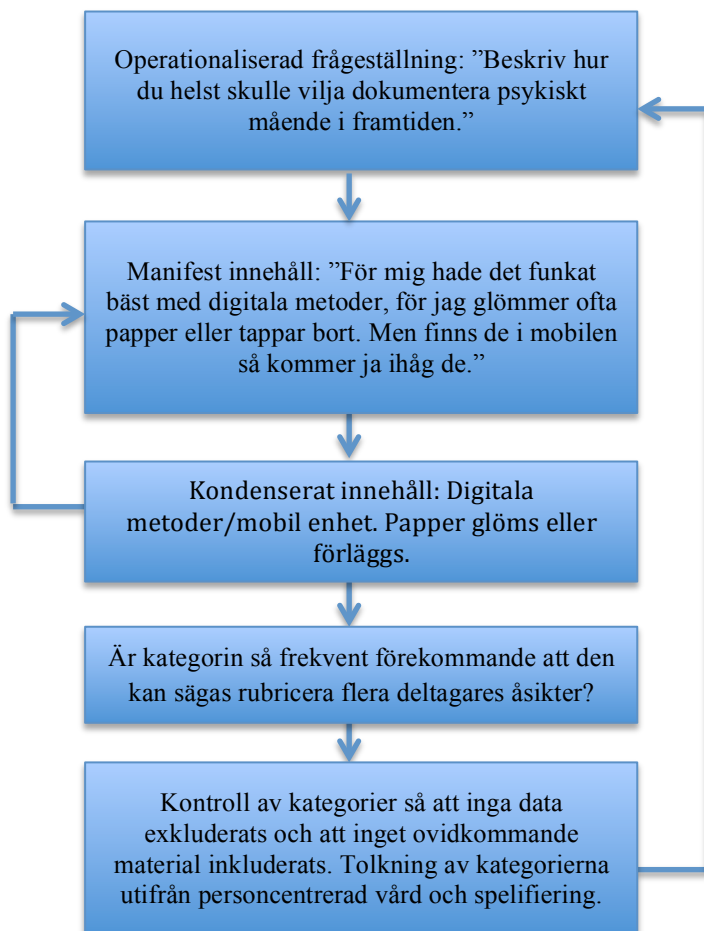 Operationaliserad frågeställning: ”Beskriv hur
du helst skulle vilja dokumentera psykiskt
mående i framtiden.”
Manifest innehåll: ”För mig hade det funkat
bäst med digitala metoder, för jag glömmer ofta
papper eller tappar bort. Men finns de i mobilen
så kommer ja ihåg de.”
Kondenserat innehåll: Digitala
metoder/mobil enhet. Papper glöms eller
förläggs.
Är kategorin så frekvent förekommande att den
kan sägas rubricera flera deltagares åsikter?
Kontroll av kategorier så att inga data
exkluderats och att inget ovidkommande
material inkluderats. Tolkning av kategorierna
utifrån personcentrerad vård och spelifiering.